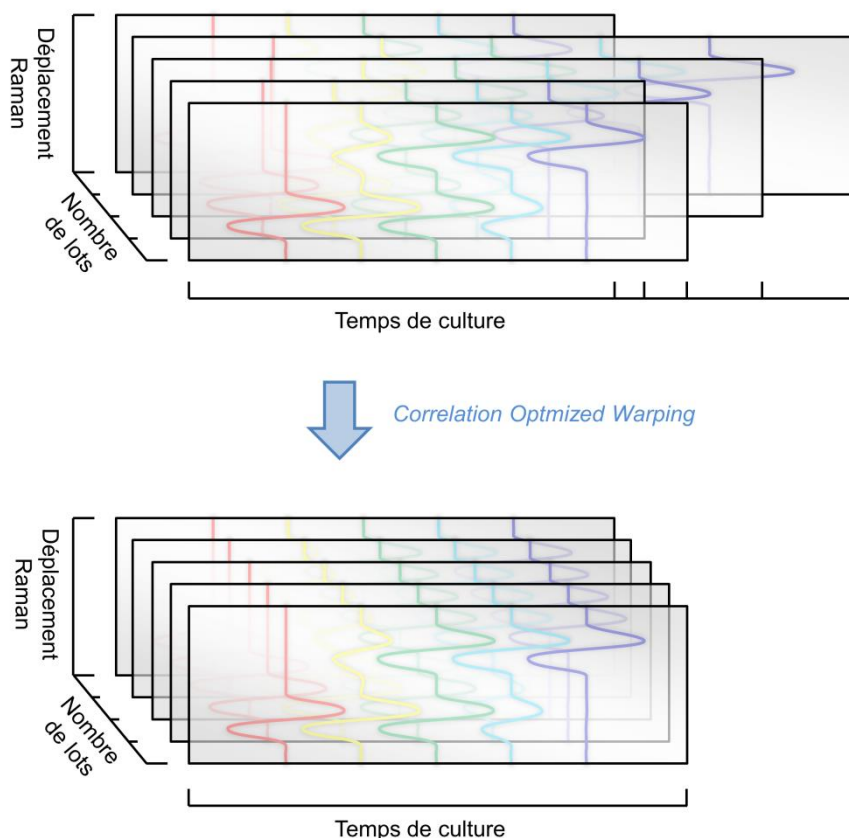 Déplacement
Raman
Nombre
de lots
Temps de culture
Correlation Optmized Warping
Déplacement
Raman
Nombre
de lots
Temps de culture